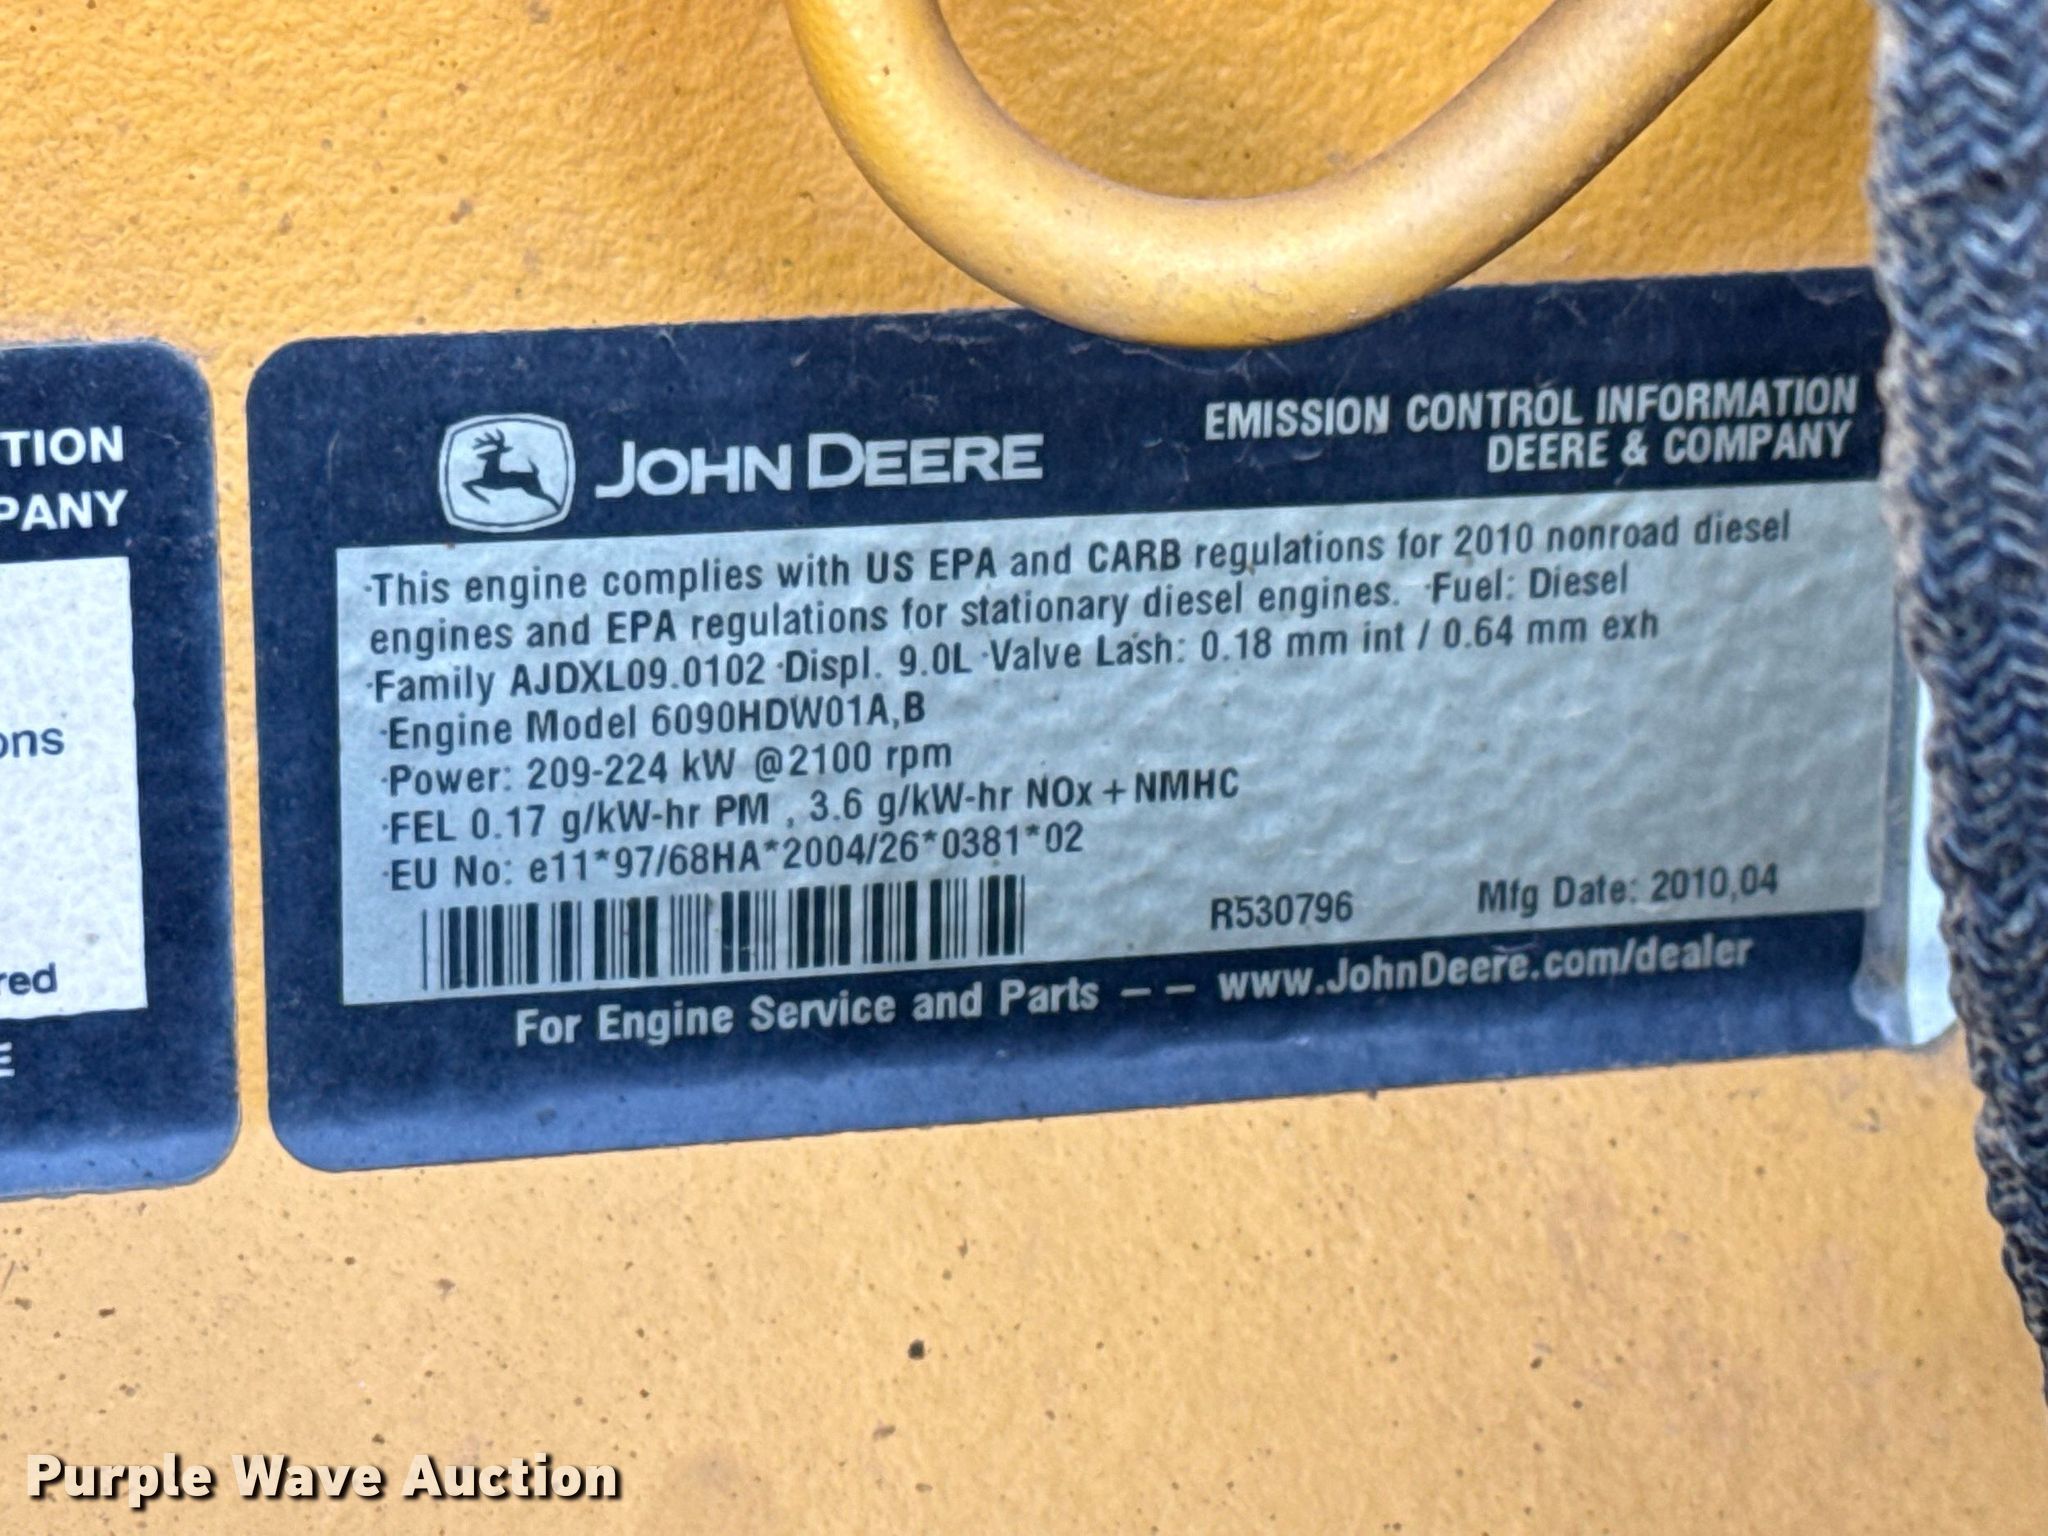 TION
PANY
ons
red
E
JOHN DEERE
EMISSION CONTROL INFORMATION
DEERE & COMPANY
·This engine complies with US EPA and CARB regulations for 2010 nonroad diesel
engines and EPA regulations for stationary diesel engines. ·Fuel: Diesel
·Family AJDXL09.0102 ·Displ. 9.0L ·Valve Lash: 0.18 mm int / 0.64 mm exh
·Engine Model 6090HDW01A,B
·Power: 209-224 kW @2100 rpm
·FEL 0.17 g/kW-hr PM , 3.6 g/kW-hr NOx+NMHC
·EU No: e11*97/68HA*2004/26*0381*02
R530796 Mfg Date: 2010,04
For Engine Service and Parts -- www.JohnDeere.com/dealer
Purple Wave Auction